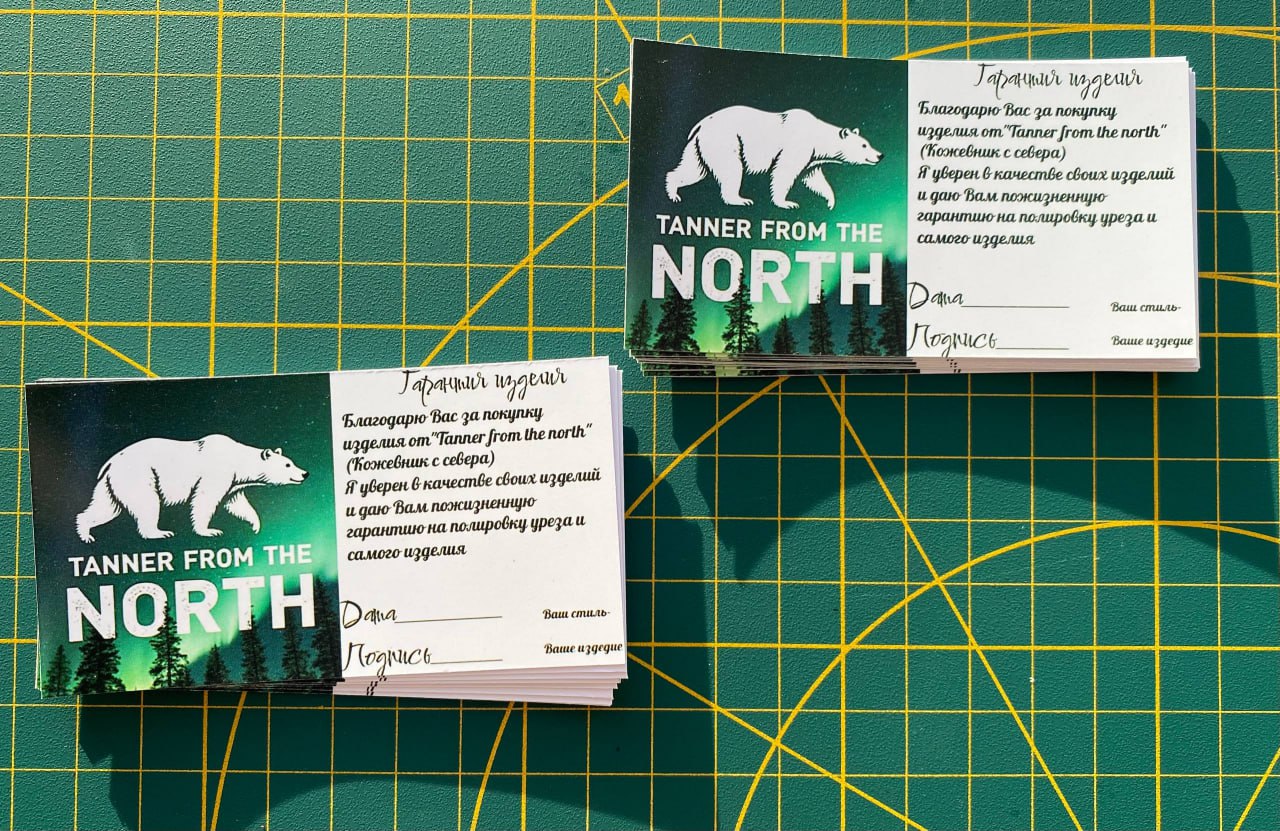 TANNER FROM THE
NORTH
Гарантия изделия
Благодарю Вас за покупку
изделия от"Tanner from the north"
(Кожевник с севера)
Я уверен в качестве своих изделий
и даю Вам пожизненную
гарантию на полировку уреза и
самого изделия
Дата
Ваш стиль-
Подпись
Ваше издедие
TANNER FROM THE
NORTH
Гарантия изделия
Благодарю Вас за покупку
изделия от"Tanner from the north"
(Кожевник с севера)
Я уверен в качестве своих изделий
и даю Вам пожизненную
гарантию на полировку уреза и
самого изделия
Дата
Ваш стиль-
Подпись
Ваше издедие